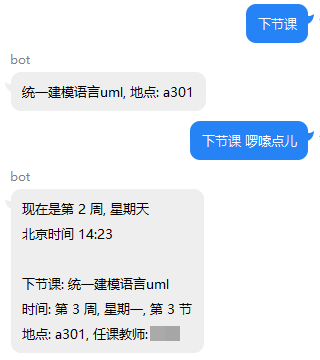 下节课
bot
统一建模语言uml, 地点: a301
下节课 啰嗦点儿
bot
现在是第 2 周, 星期天
北京时间 14:23
下节课: 统一建模语言uml
时间: 第 3 周, 星期一, 第 3 节
地点: a301, 任课教师: